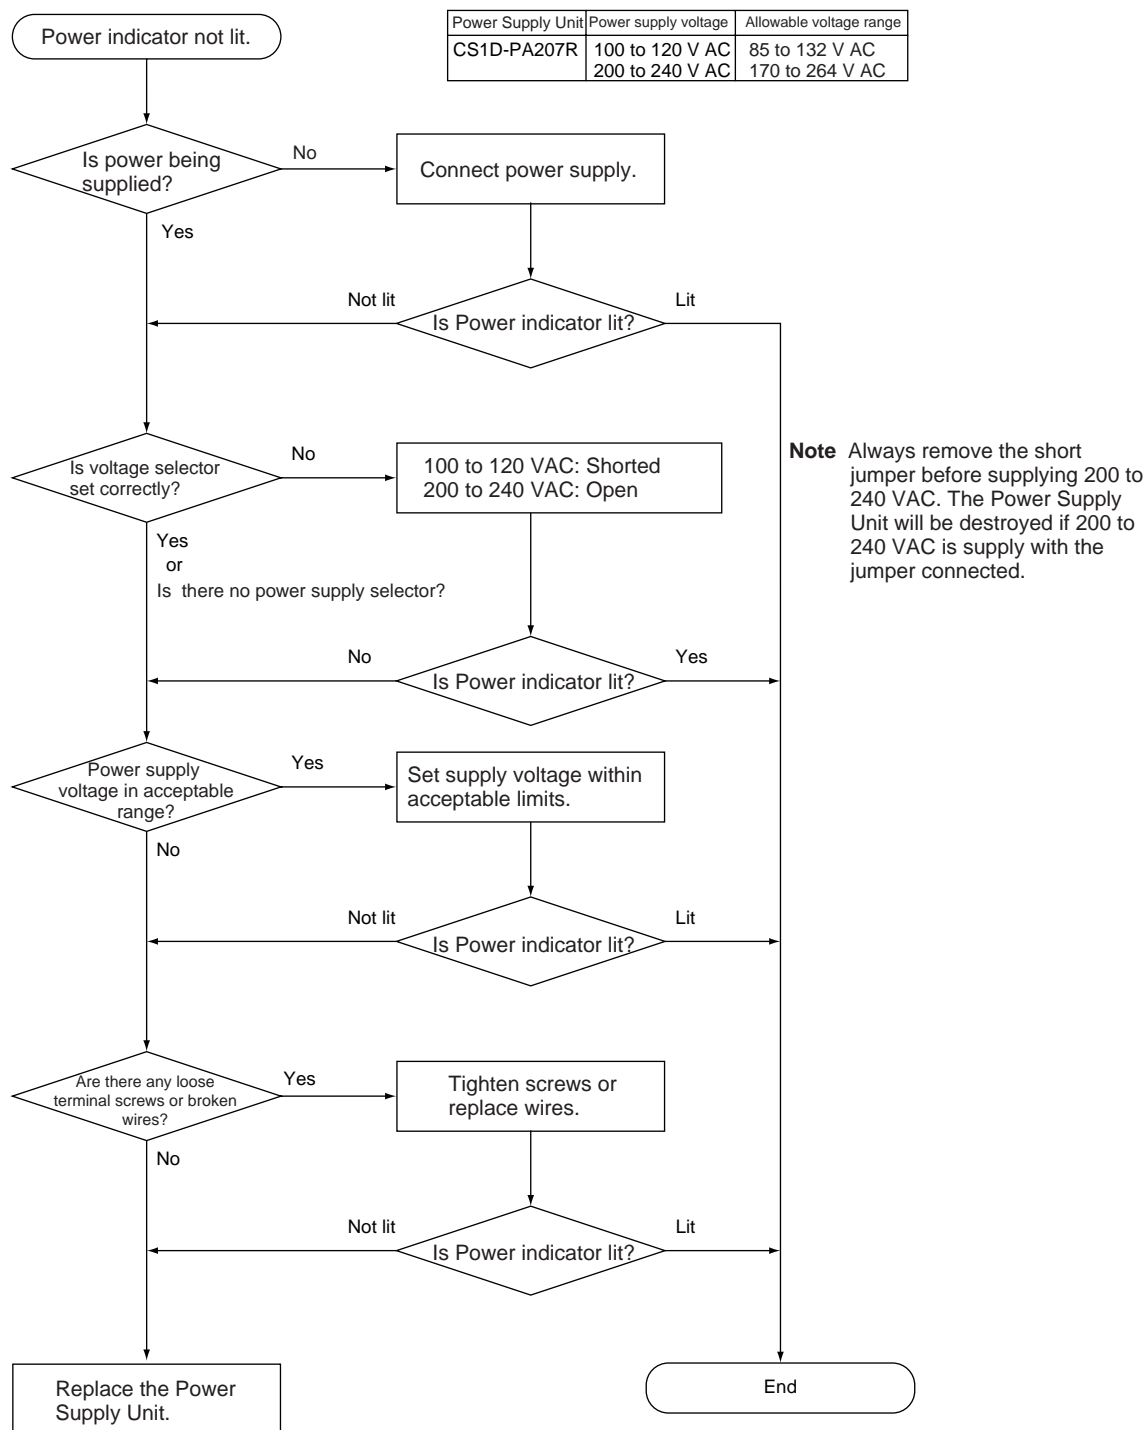 Power indicator not lit.
Power Supply Unit Power supply voltage Allowable voltage range
CS1D-PA207R 100 to 120 V AC 85 to 132 V AC
200 to 240 V AC 170 to 264 V AC
Is power being
supplied?
No
Connect power supply.
Yes
Not lit
Is Power indicator lit?
Lit
Is voltage selector
set correctly?
No
100 to 120 VAC: Shorted
200 to 240 VAC: Open
Note Always remove the short
jumper before supplying 200 to
240 VAC. The Power Supply
Unit will be destroyed if 200 to
240 VAC is supply with the
jumper connected.
Yes
or
Is there no power supply selector?
No
Is Power indicator lit?
Yes
Power supply
voltage in acceptable
range?
Yes
Set supply voltage within
acceptable limits.
No
Not lit
Is Power indicator lit?
Lit
Are there any loose
terminal screws or broken
wires?
Yes
Tighten screws or
replace wires.
No
Not lit
Is Power indicator lit?
Lit
Replace the Power
Supply Unit.
End